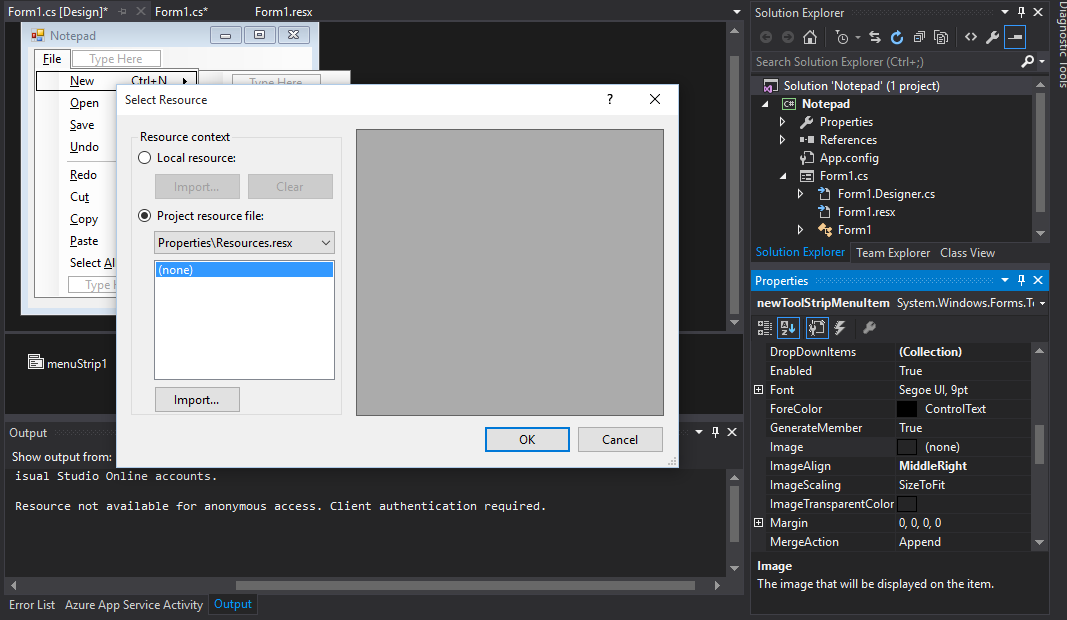 Form1.cs [Design]*
Form1.cs*
Form1.resx
Notepad
File
Type Here
New Ctrl+N
Type Here
Open
Save
Undo
Redo
Cut
Copy
Paste
Select Al
Type H
menuStrip1
Select Resource
?
Resource context
Local resource:
Import... Clear
Project resource file:
Properties\Resources.resx
(none)
Import...
OK Cancel
Output
Show output from:
isual Studio Online accounts.
Resource not available for anonymous access. Client authentication required.
Error List Azure App Service Activity Output
Solution Explorer
Search Solution Explorer (Ctrl+;)
Solution 'Notepad' (1 project)
C# Notepad
Properties
References
App.config
Form1.cs
Form1.Designer.cs
Form1.resx
Form1
Solution Explorer Team Explorer Class View
Properties
newToolStripMenuItem System.Windows.Forms.T
DropDownItems (Collection)
Enabled True
Font Segoe UI, 9pt
ForeColor ControlText
GenerateMember True
Image (none)
ImageAlign MiddleRight
ImageScaling SizeToFit
ImageTransparentColor
Margin 0, 0, 0, 0
MergeAction Append
Image
The image that will be displayed on the item.
Diagnostic Tools